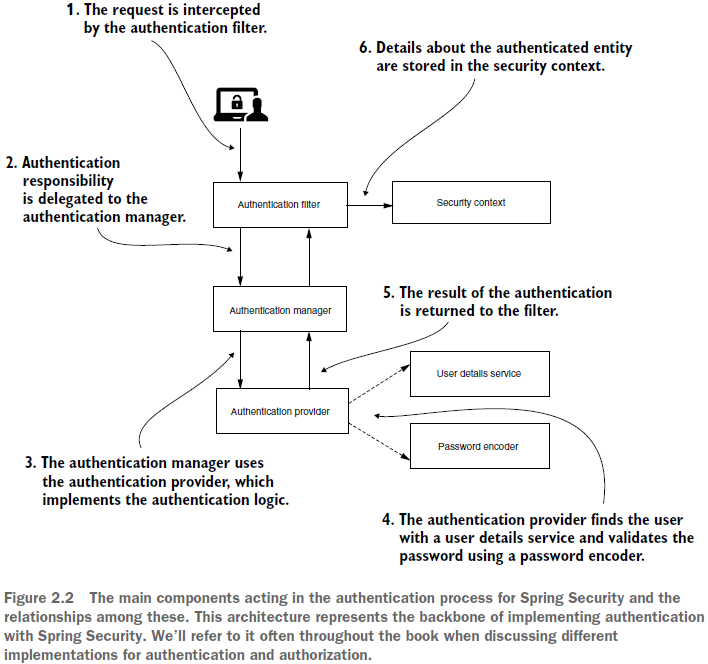 1. The request is intercepted
by the authentication filter.
6. Details about the authenticated entity
are stored in the security context.
2. Authentication
responsibility
is delegated to the
authentication manager.
Authentication filter
Security context
Authentication manager
5. The result of the authentication
is returned to the filter.
User details service
Authentication provider
Password encoder
3. The authentication manager uses
the authentication provider, which
implements the authentication logic.
4. The authentication provider finds the user
with a user details service and validates the
password using a password encoder.
Figure 2.2 The main components acting in the authentication process for Spring Security and the
relationships among these. This architecture represents the backbone of implementing authentication
with Spring Security. We’ll refer to it often throughout the book when discussing different
implementations for authentication and authorization.